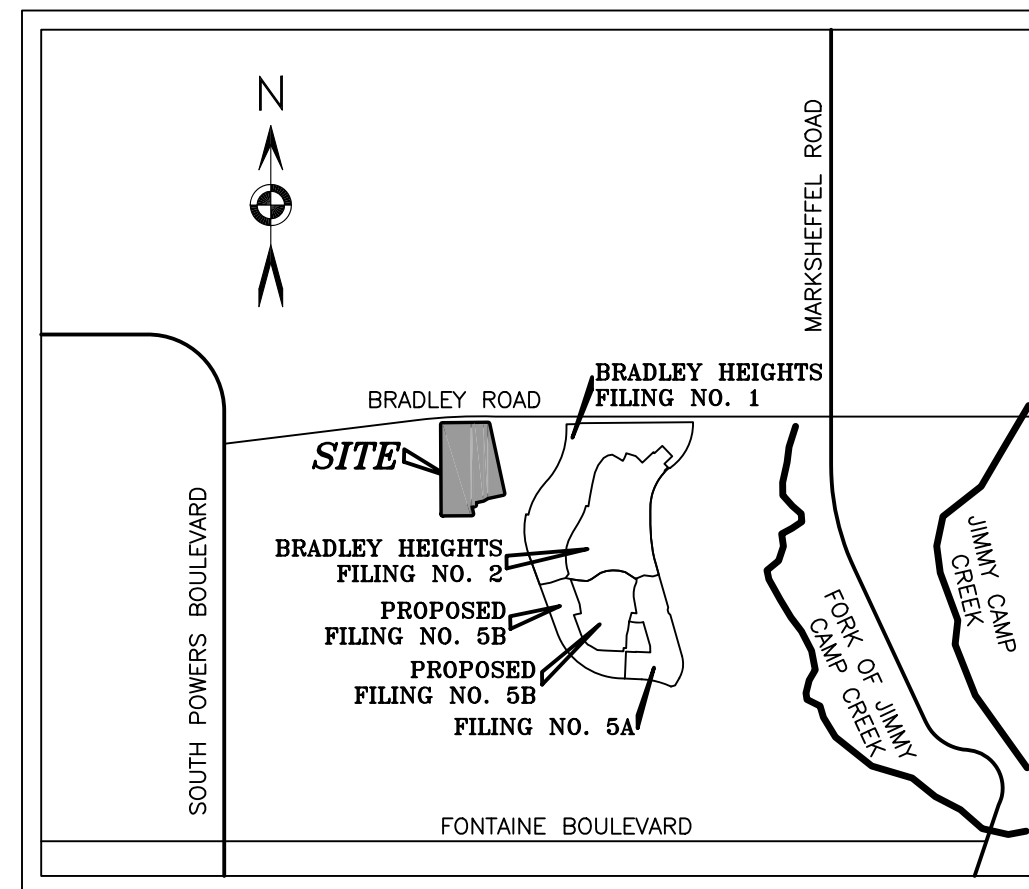 N
MARKSHEFFEL ROAD
BRADLEY HEIGHTS
FILING NO. 1
BRADLEY ROAD
SITE
SOUTH POWERS BOULEVARD
BRADLEY HEIGHTS
FILING NO. 2
PROPOSED
FILING NO. 5B
PROPOSED
FILING NO. 5B
FILING NO. 5A
JIMMY CAMP
CREEK
FORK OF JIMMY
CAMP CREEK
FONTAINE BOULEVARD